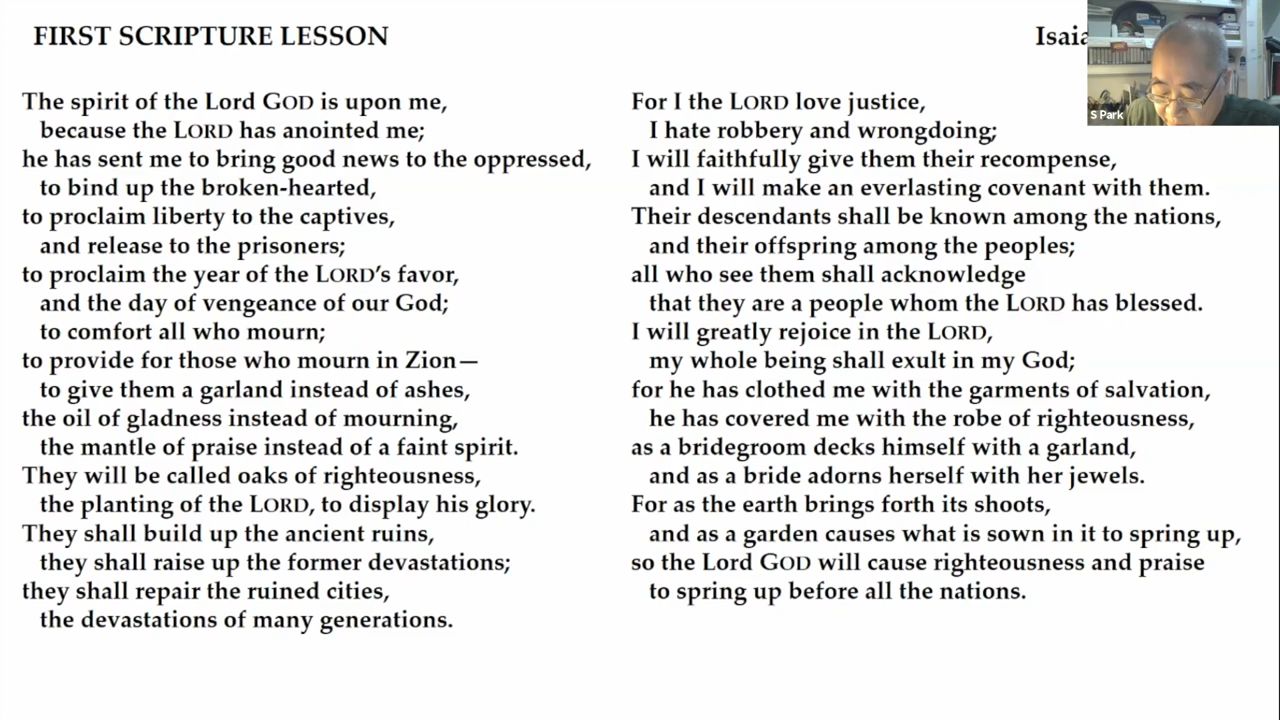 FIRST SCRIPTURE LESSON
The spirit of the Lord GOD is upon me,
because the LORD has anointed me;
he has sent me to bring good news to the oppressed,
to bind up the broken-hearted,
to proclaim liberty to the captives,
and release to the prisoners;
to proclaim the year of the LORD’s favor,
and the day of vengeance of our God;
to comfort all who mourn;
to provide for those who mourn in Zion—
to give them a garland instead of ashes,
the oil of gladness instead of mourning,
the mantle of praise instead of a faint spirit.
They will be called oaks of righteousness,
the planting of the LORD, to display his glory.
They shall build up the ancient ruins,
they shall raise up the former devastations;
they shall repair the ruined cities,
the devastations of many generations.
For I the LORD love justice,
I hate robbery and wrongdoing;
I will faithfully give them their recompense,
and I will make an everlasting covenant with them.
Their descendants shall be known among the nations,
and their offspring among the peoples;
all who see them shall acknowledge
that they are a people whom the LORD has blessed.
I will greatly rejoice in the LORD,
my whole being shall exult in my God;
for he has clothed me with the garments of salvation,
he has covered me with the robe of righteousness,
as a bridegroom decks himself with a garland,
and as a bride adorns herself with her jewels.
For as the earth brings forth its shoots,
and as a garden causes what is sown in it to spring up,
so the Lord GOD will cause righteousness and praise
to spring up before all the nations.
S Park